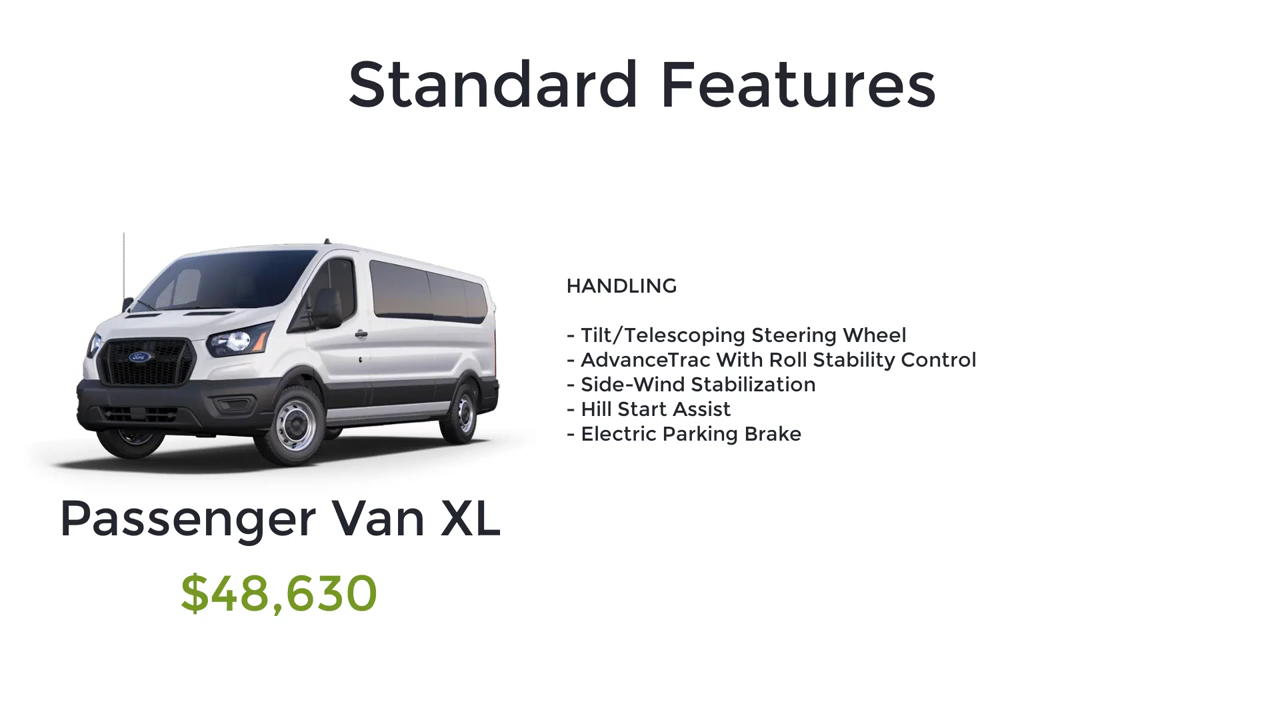 Standard Features
Ford
HANDLING
- Tilt/Telescoping Steering Wheel
- AdvanceTrac With Roll Stability Control
- Side-Wind Stabilization
- Hill Start Assist
- Electric Parking Brake
Passenger Van XL
$48,630